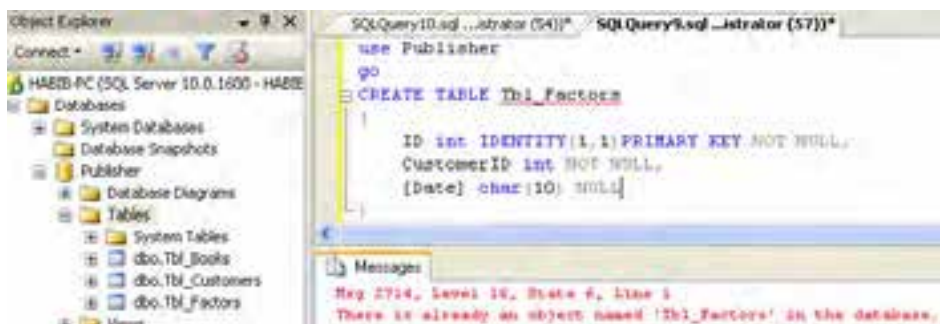 Object Explorer
Connect
HABIB-PC (SQL Server 10.0.1600 - HABIB
Databases
System Databases
Database Snapshots
Publisher
Database Diagrams
Tables
System Tables
dbo.Tbl_Books
dbo.Tbl_Customers
dbo.Tbl_Factors
Views
SQLQuery10.sql ...istrator (54))*
SQLQuery9.sql ...istrator (57))*
use Publisher
go
CREATE TABLE Tbl_Factors
(
ID int IDENTITY(1,1)PRIMARY KEY NOT NULL,
CustomerID int NOT NULL,
[Date] char(10) NULL
)
Messages
Msg 2714, Level 16, State 6, Line 1
There is already an object named 'Tbl_Factors' in the database.